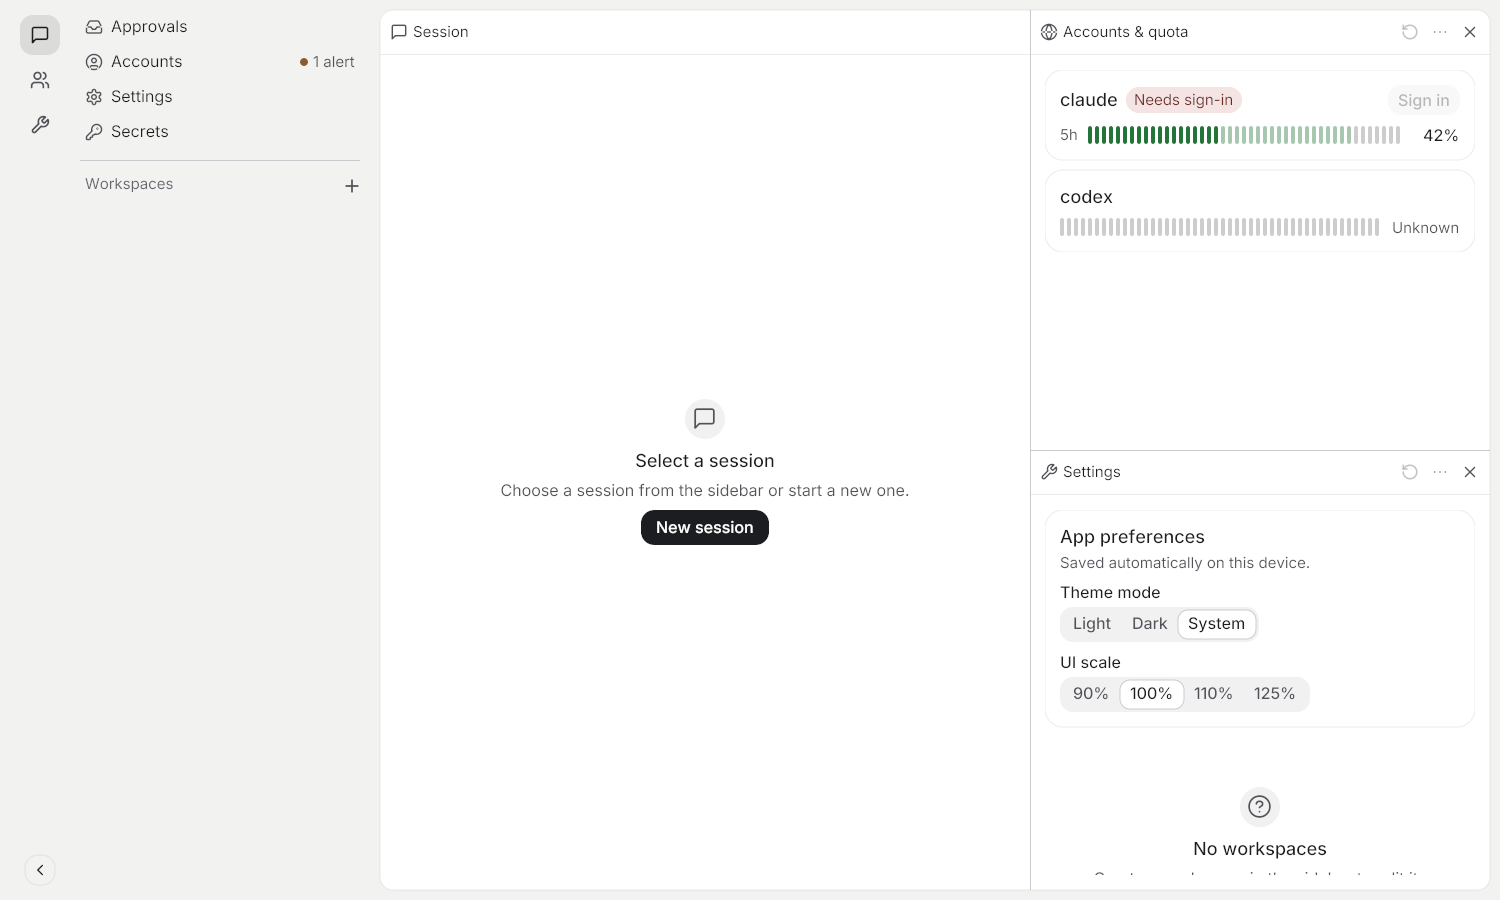 Approvals
Accounts
1 alert
Settings
Secrets
Workspaces
Session
Select a session
Choose a session from the sidebar or start a new one.
New session
Accounts & quota
claude
Needs sign-in
Sign in
5h
42%
codex
Unknown
Settings
App preferences
Saved automatically on this device.
Theme mode
Light Dark System
UI scale
90% 100% 110% 125%
No workspaces